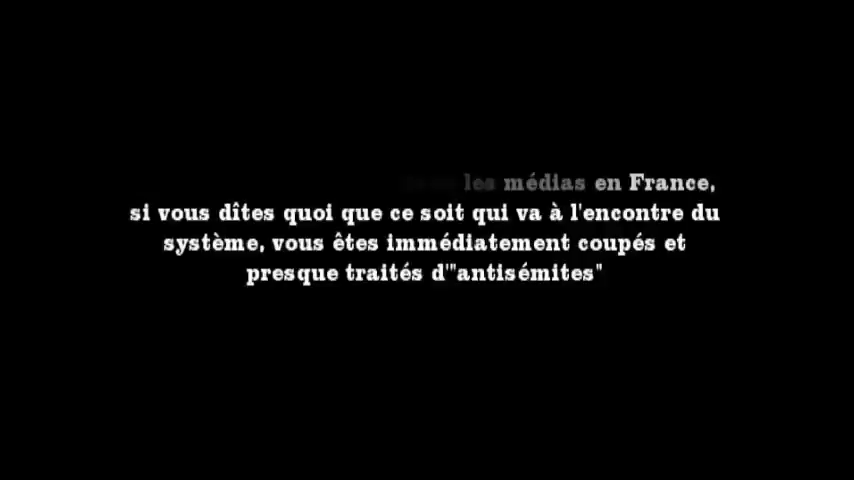 les médias en France,
si vous dîtes quoi que ce soit qui va à l'encontre du
système, vous êtes immédiatement coupés et
presque traités d'"antisémites"